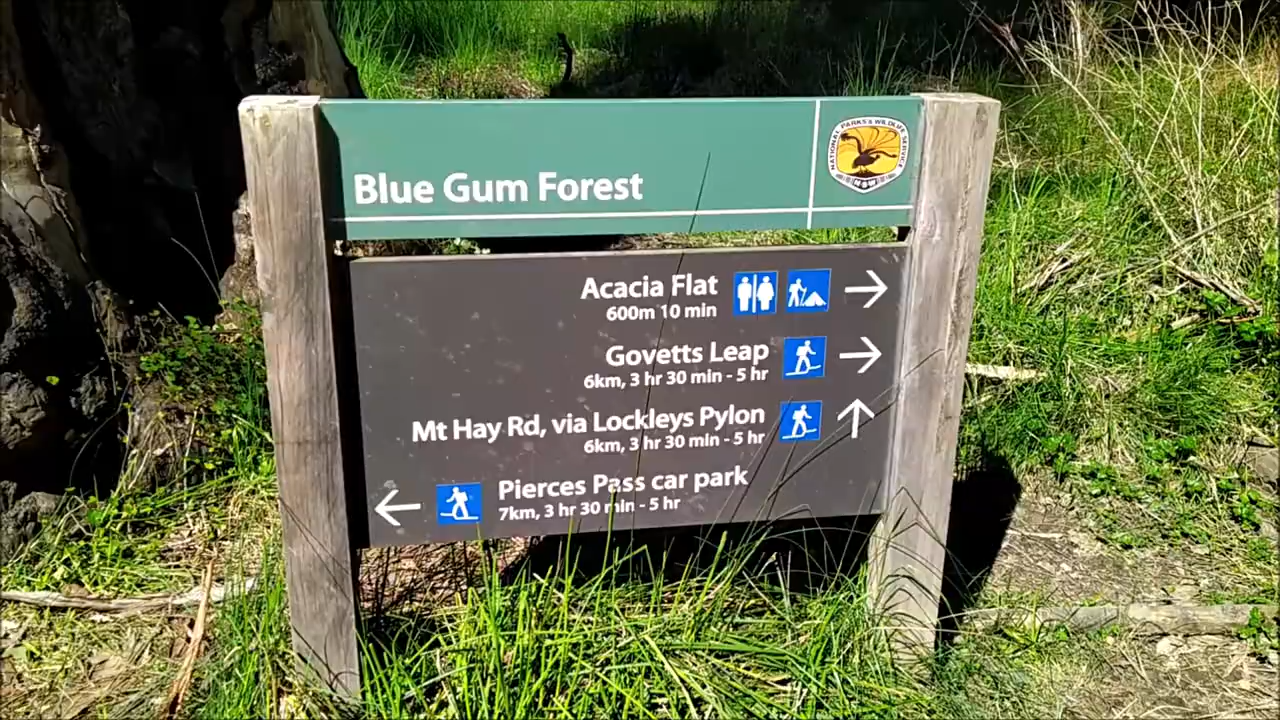 Blue Gum Forest
NATIONAL PARKS & WILDLIFE SERVICE
NSW
Acacia Flat
600m 10 min
Govetts Leap
6km, 3 hr 30 min - 5 hr
Mt Hay Rd, via Lockleys Pylon
6km, 3 hr 30 min - 5 hr
Pierces Pass car park
7km, 3 hr 30 min - 5 hr